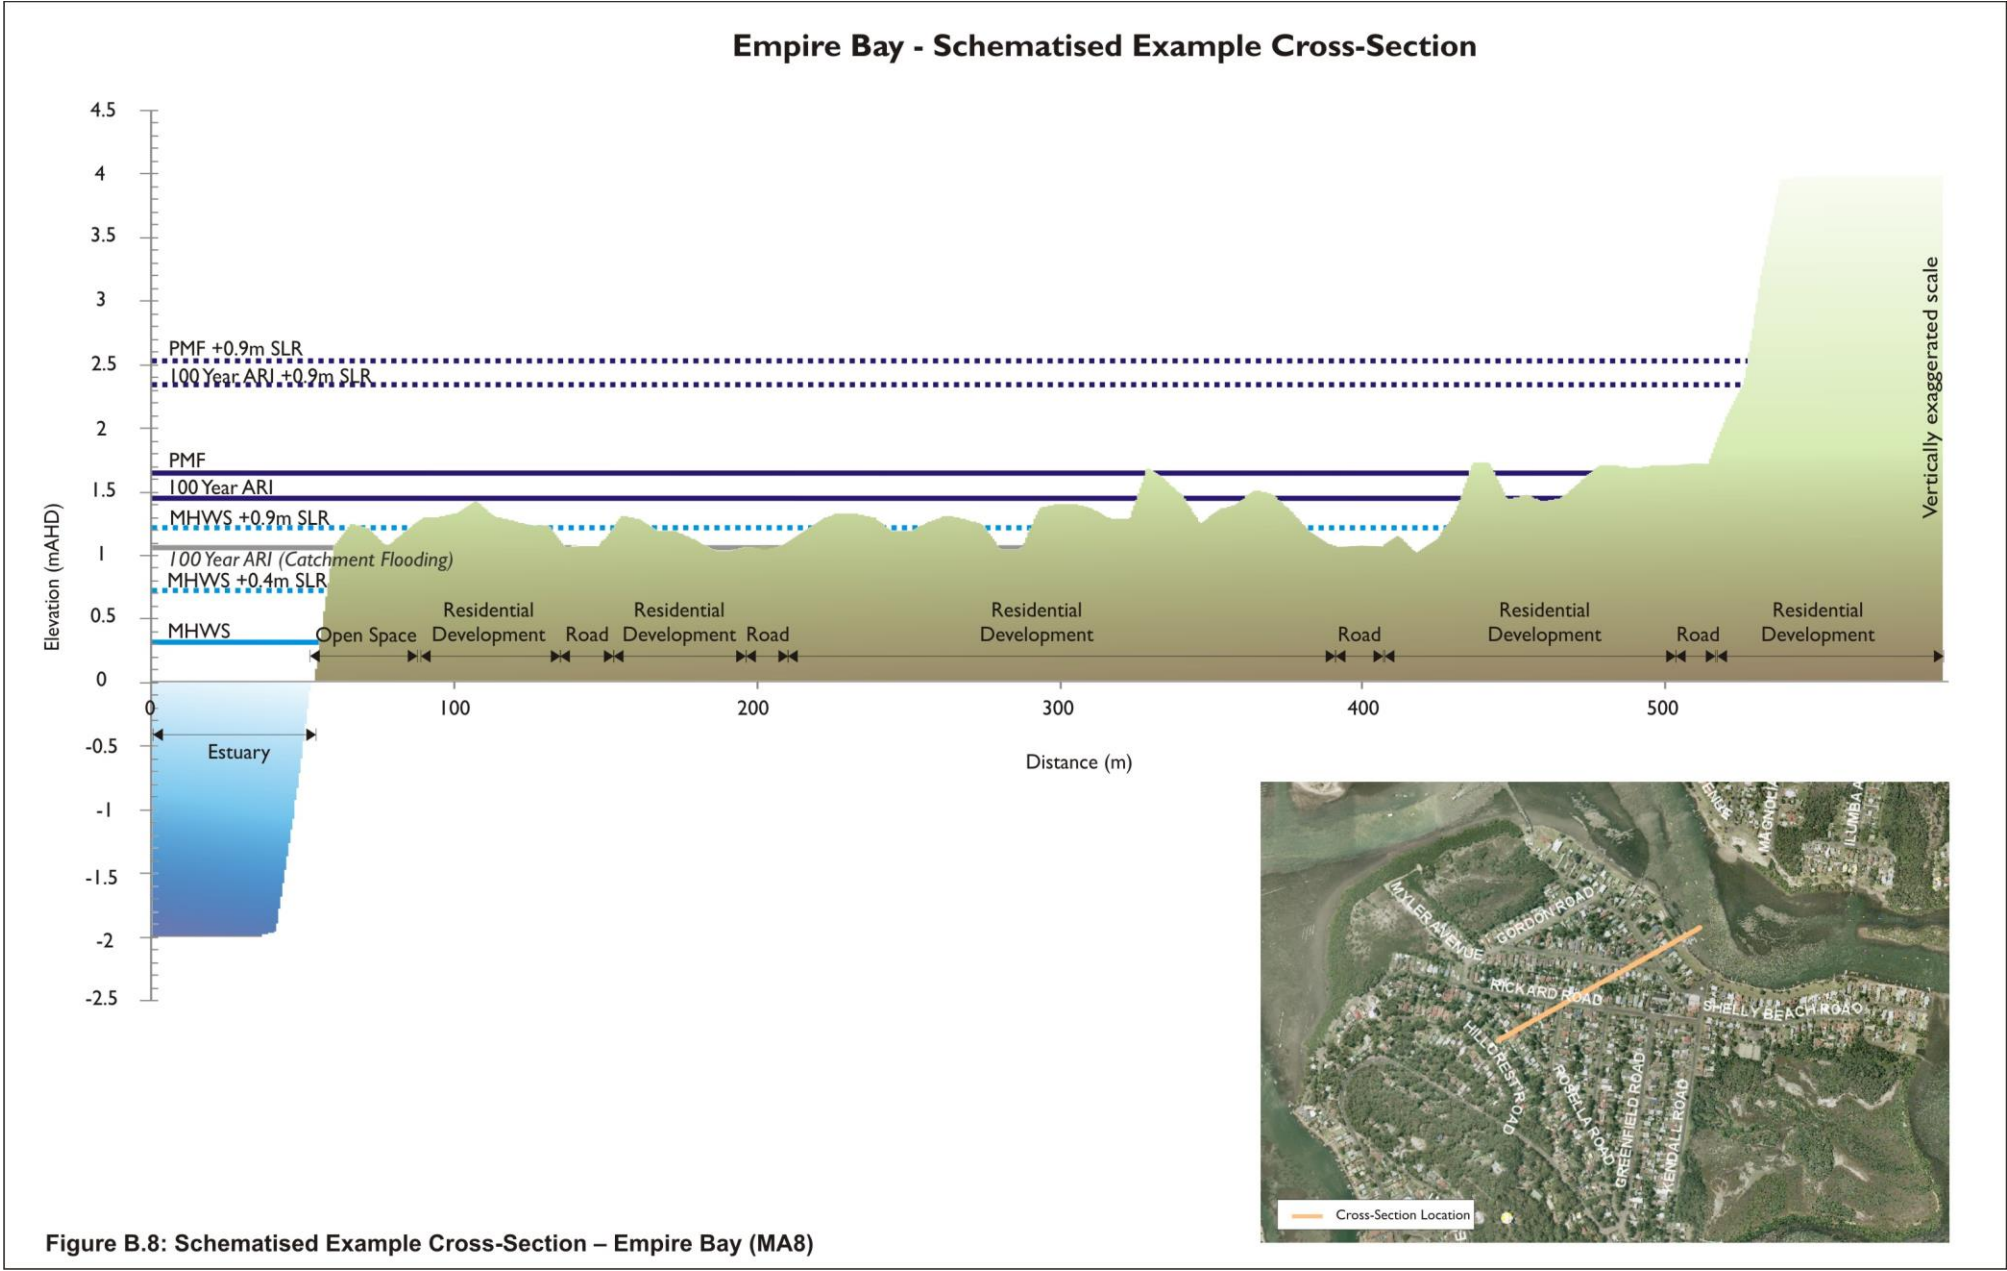 Empire Bay - Schematised Example Cross-Section
4.5
4
3.5
3
2.5
2
1.5
1
0.5
0
-0.5
-1
-1.5
-2
-2.5
Elevation (mAHD)
PMF +0.9m SLR
100 Year ARI +0.9m SLR
PMF
100 Year ARI
MHWS +0.9m SLR
100 Year ARI (Catchment Flooding)
MHWS +0.4m SLR
MHWS
Vertically exaggerated scale
Open Space
Residential
Development
Road
Residential
Development
Road
Residential
Development
Road
Residential
Development
Road
Residential
Development
0
100
200
300
400
500
Estuary
Distance (m)
ENUE
MAGNOLIA
ILUMBA A
MYLER AVENUE
GORDON ROAD
RICKARD ROAD
SHELLY BEACH ROAD
HILLCREST ROAD
ROSELLA ROAD
GREENFIELD ROAD
KENDALL ROAD
Cross-Section Location
Figure B.8: Schematised Example Cross-Section – Empire Bay (MA8)